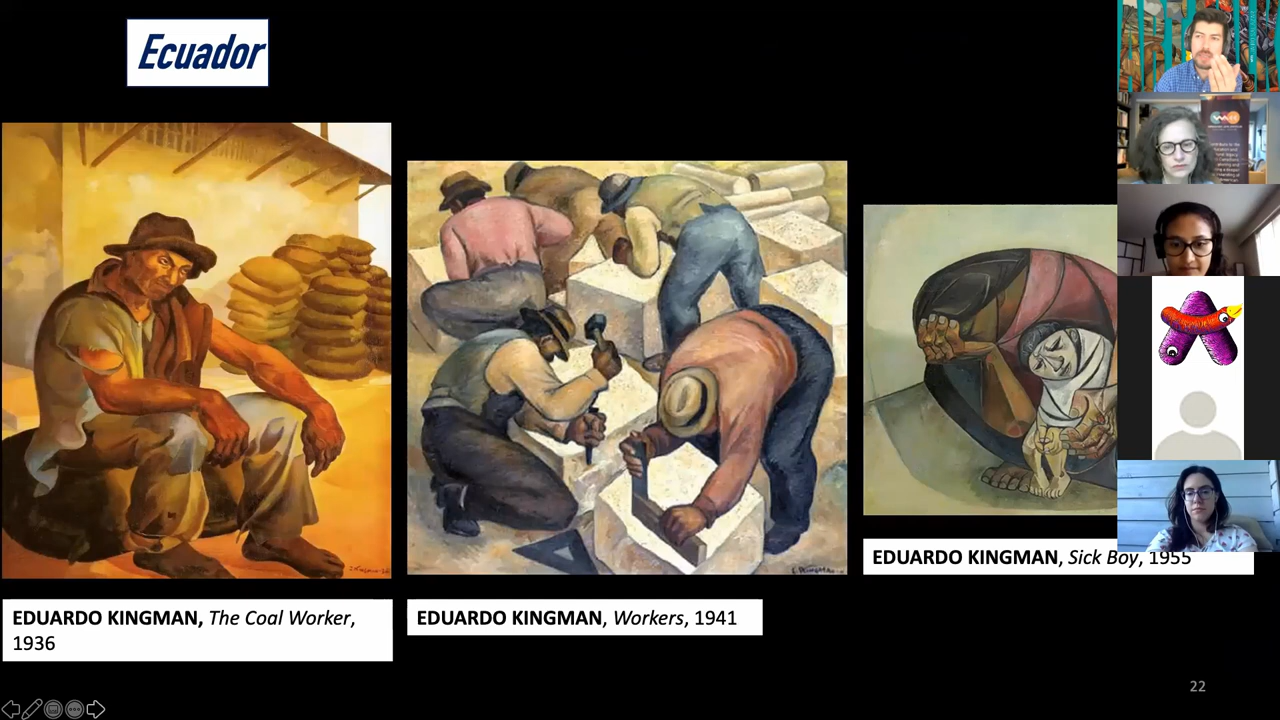 Ecuador
EDUARDO KINGMAN, The Coal Worker,
1936
EDUARDO KINGMAN, Workers, 1941
EDUARDO KINGMAN, Sick Boy, 1955
22